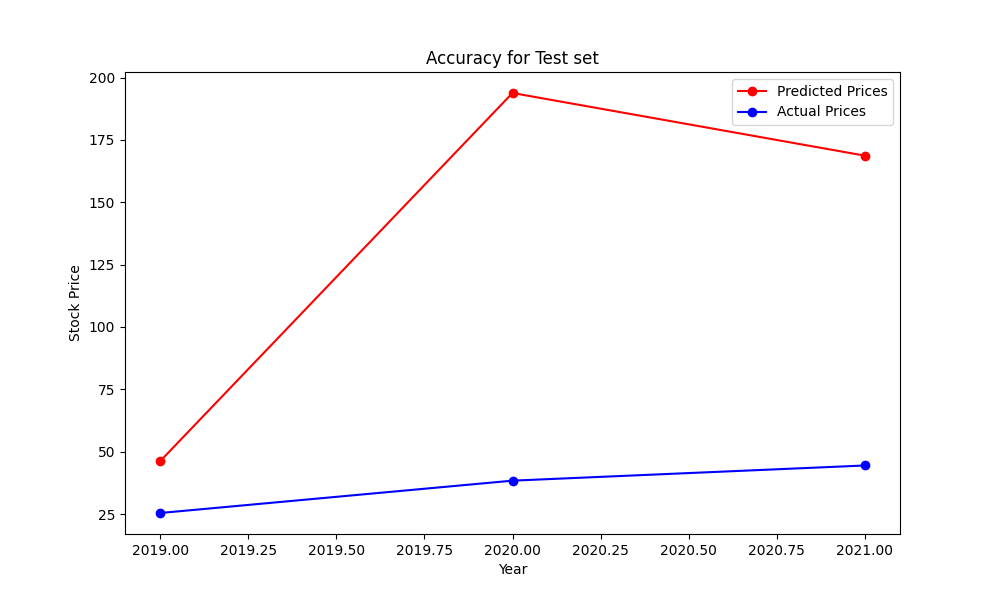 Accuracy for Test set
Predicted Prices
Actual Prices
200
175
150
125
100
75
50
25
Stock Price
2019.00 2019.25 2019.50 2019.75 2020.00 2020.25 2020.50 2020.75 2021.00
Year